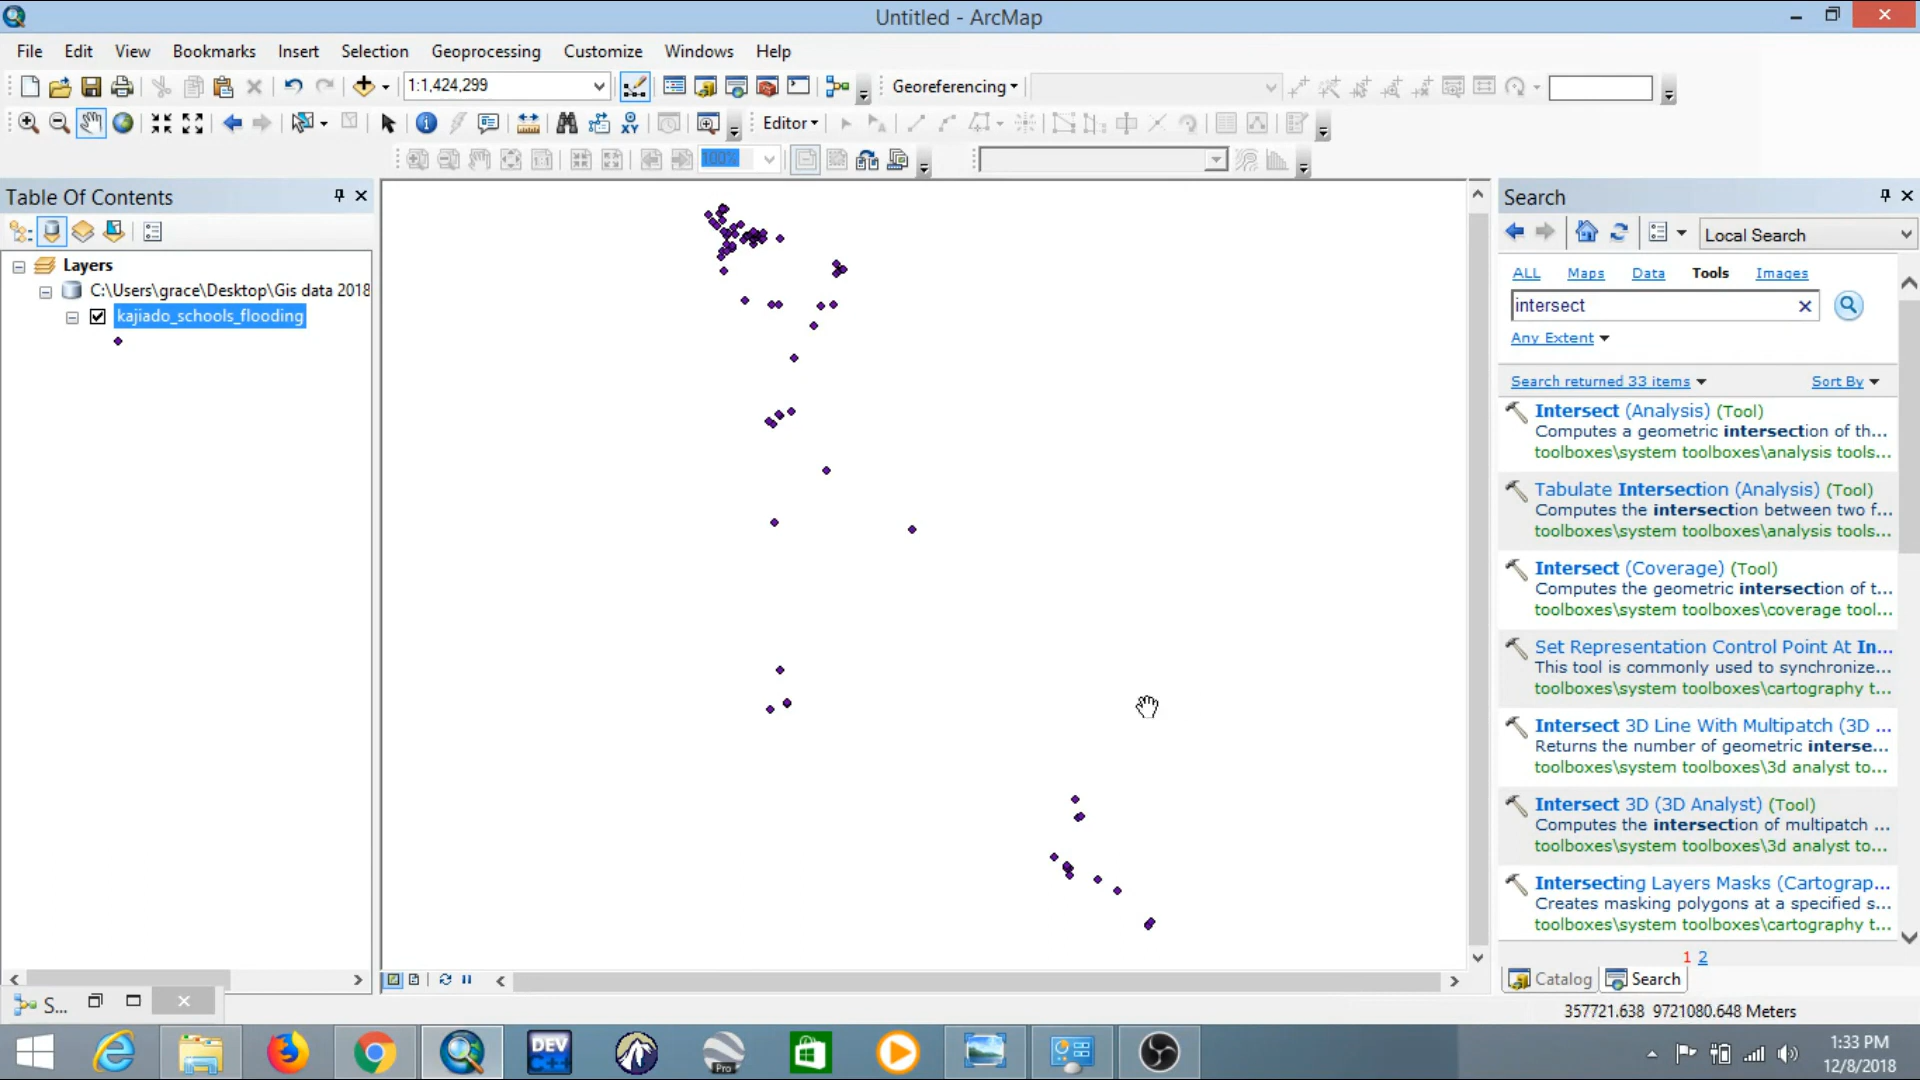 Untitled - ArcMap
File Edit View Bookmarks Insert Selection Geoprocessing Customize Windows Help
1:1,424,299
Georeferencing
Editor
100%
Table Of Contents
Layers
C:\Users\grace\Desktop\Gis data 2018
kajiado_schools_flooding
S...
Search
Local Search
ALL Maps Data Tools Images
intersect
Any Extent
Search returned 33 items Sort By
Intersect (Analysis) (Tool)
Computes a geometric intersection of th...
toolboxes\system toolboxes\analysis tools...
Tabulate Intersection (Analysis) (Tool)
Computes the intersection between two f...
toolboxes\system toolboxes\analysis tools...
Intersect (Coverage) (Tool)
Computes the geometric intersection of t...
toolboxes\system toolboxes\coverage tool...
Set Representation Control Point At In...
This tool is commonly used to synchronize...
toolboxes\system toolboxes\cartography t...
Intersect 3D Line With Multipatch (3D ...
Returns the number of geometric interse...
toolboxes\system toolboxes\3d analyst to...
Intersect 3D (3D Analyst) (Tool)
Computes the intersection of multipatch ...
toolboxes\system toolboxes\3d analyst to...
Intersecting Layers Masks (Cartograp...
Creates masking polygons at a specified s...
toolboxes\system toolboxes\cartography t...
1 2
Catalog Search
357721.638 9721080.648 Meters
DEV C++
Pro
1:33 PM
12/8/2018